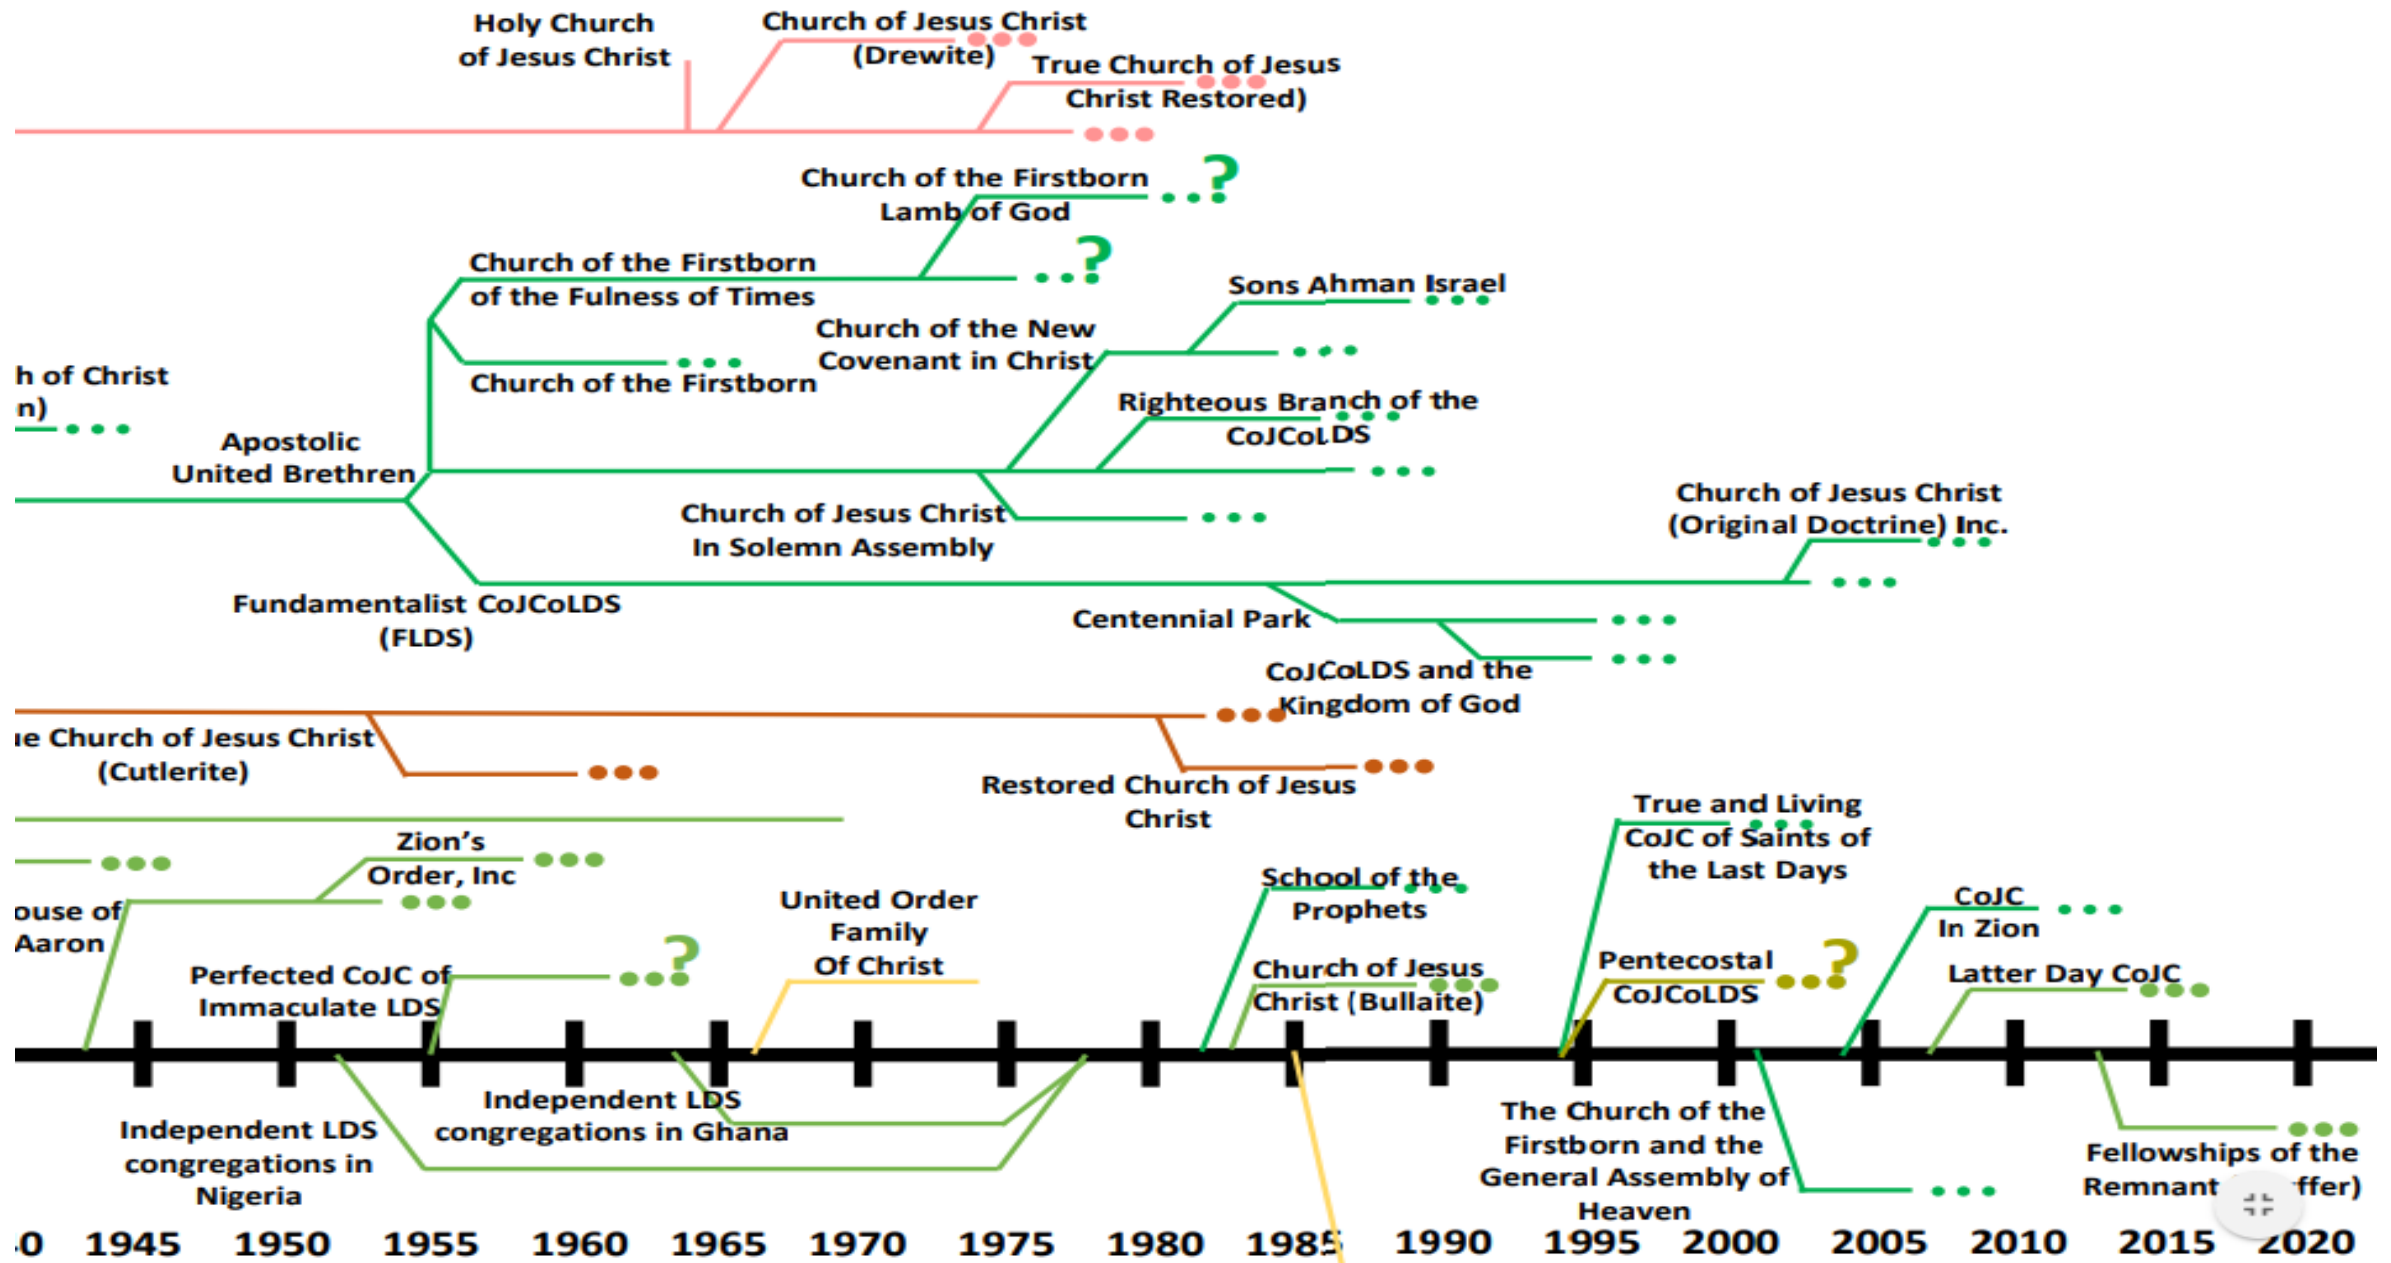 Holy Church
of Jesus Christ
Church of Jesus Christ
(Drewite)
True Church of Jesus
Christ Restored)
Church of the Firstborn
Lamb of God
?
Church of the Firstborn
of the Fulness of Times
?
Church of the Firstborn
Sons Ahman Israel
Church of the New
Covenant in Christ
h of Christ
n)
Righteous Branch of the
CoJCoLDS
Apostolic
United Brethren
Church of Jesus Christ
In Solemn Assembly
Church of Jesus Christ
(Original Doctrine) Inc.
Fundamentalist CoJCoLDS
(FLDS)
Centennial Park
CoJCoLDS and the
Kingdom of God
ue Church of Jesus Christ
(Cutlerite)
Restored Church of Jesus
Christ
Zion's
Order, Inc
ouse of
Aaron
Perfected CoJC of
Immaculate LDS
?
United Order
Family
Of Christ
School of the
Prophets
Church of Jesus
Christ (Bullaite)
True and Living
CoJC of Saints of
the Last Days
Pentecostal
CoJCoLDS
?
CoJC
In Zion
Latter Day CoJC
Independent LDS
congregations in
Nigeria
Independent LDS
congregations in Ghana
The Church of the
Firstborn and the
General Assembly of
Heaven
Fellowships of the
Remnant ffer)
0 1945 1950 1955 1960 1965 1970 1975 1980 1985 1990 1995 2000 2005 2010 2015 2020